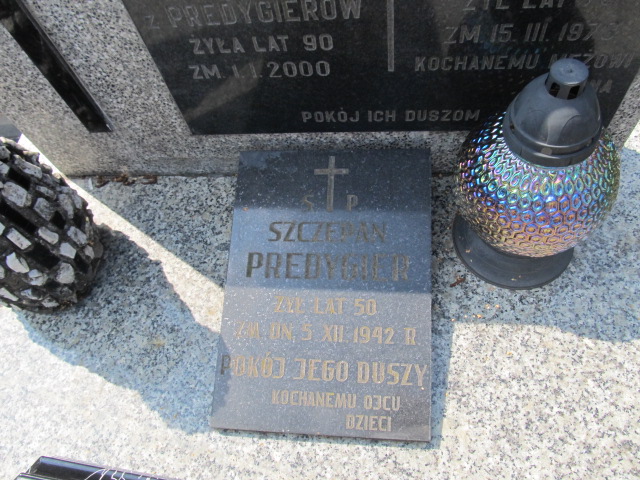 Z PREDYGIERÓW
ŻYŁA LAT 90
ZM. 1.I.2000
ŻYŁ LAT
ZM. 15. III. 197
KOCHANEMU MĘŻOWI
POKÓJ ICH DUSZOM
Ś P
SZCZEPAN
PREDYGIER
ŻYŁ LAT 50
ZM. DN. 5 XII. 1942 R
POKÓJ JEGO DUSZY
KOCHANEMU OJCU
DZIECI